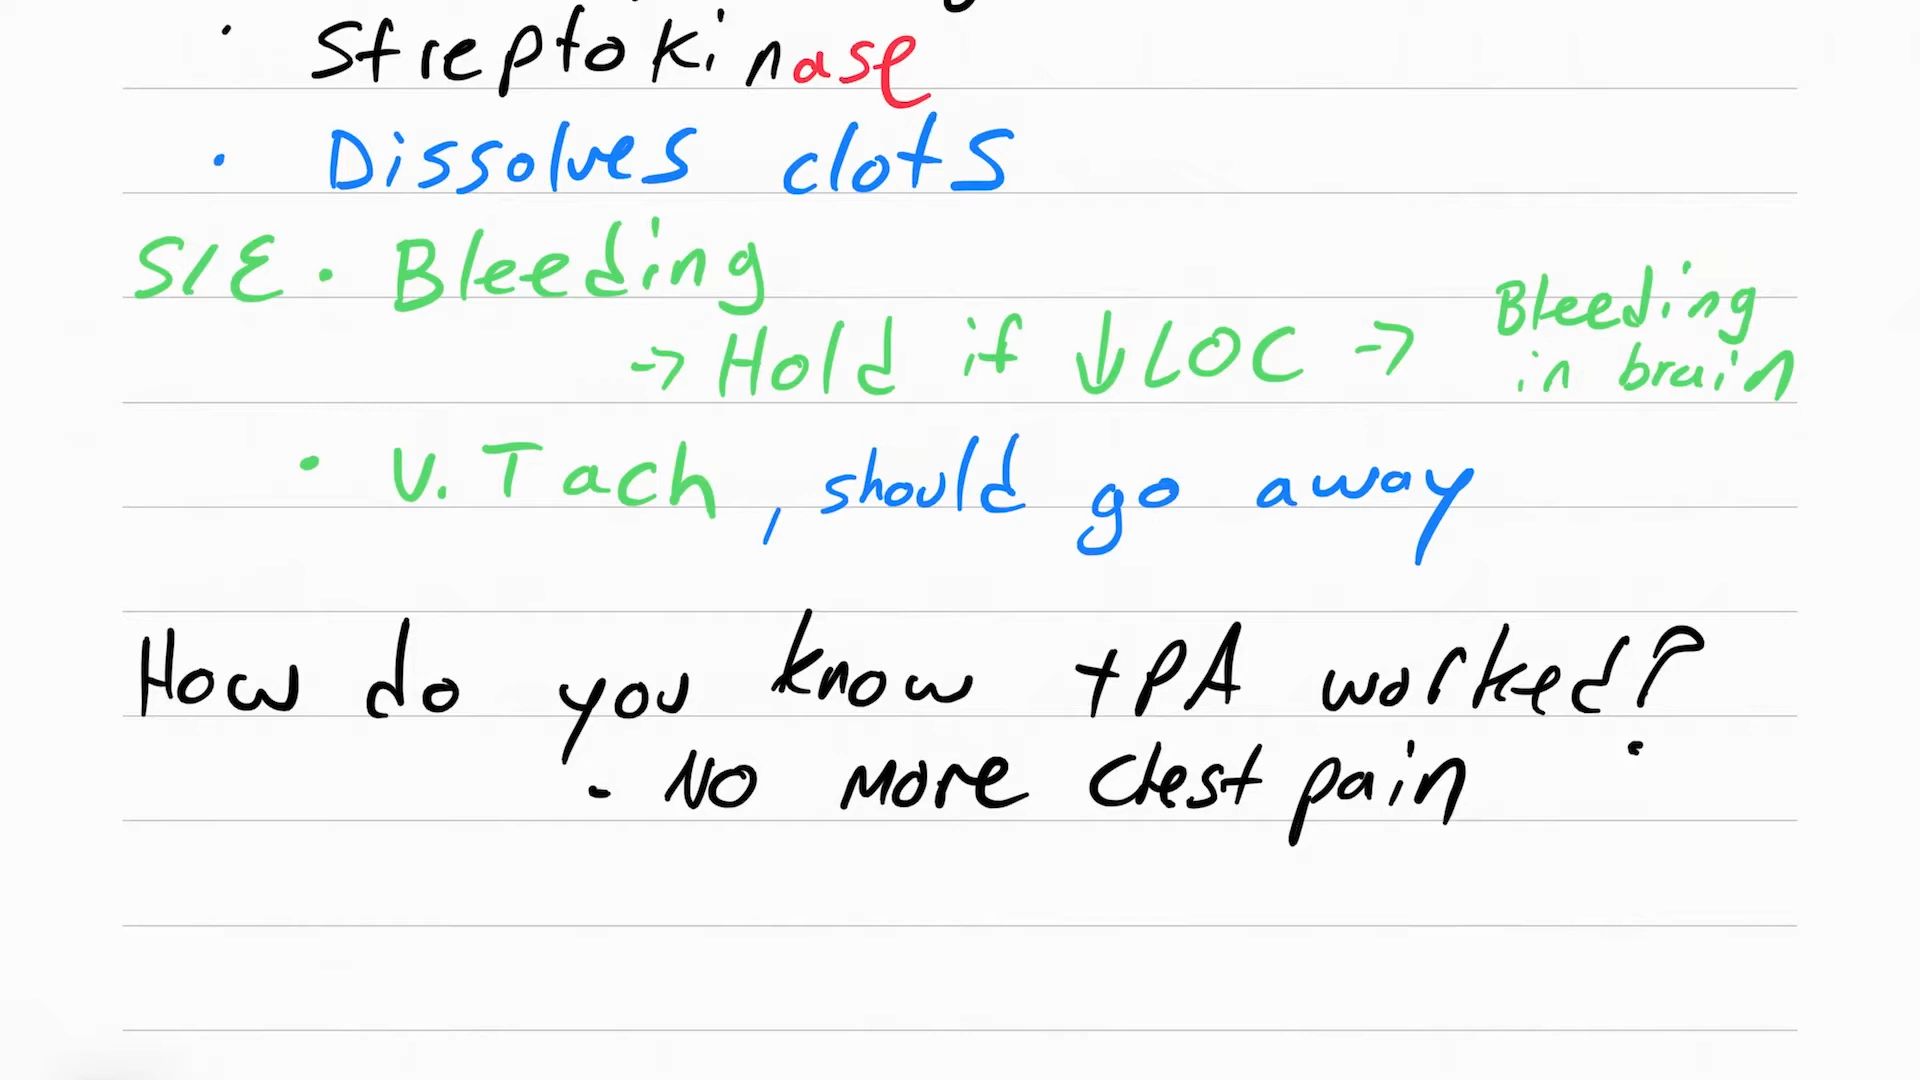 • Streptokinase
• Dissolves clots
S/E • Bleeding
→ Hold if ↓ LOC → Bleeding in brain
• V. Tach, should go away
How do you know tPA worked?
• No more chest pain